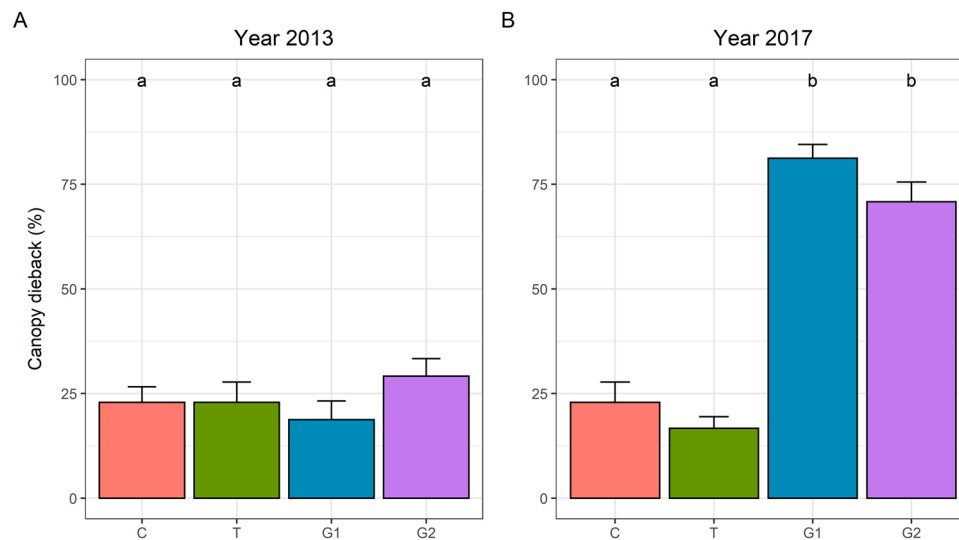 A
Year 2013
Canopy dieback (%)
100
75
50
25
0
a a a a
C T G1 G2
B
Year 2017
100
75
50
25
0
a a b b
C T G1 G2